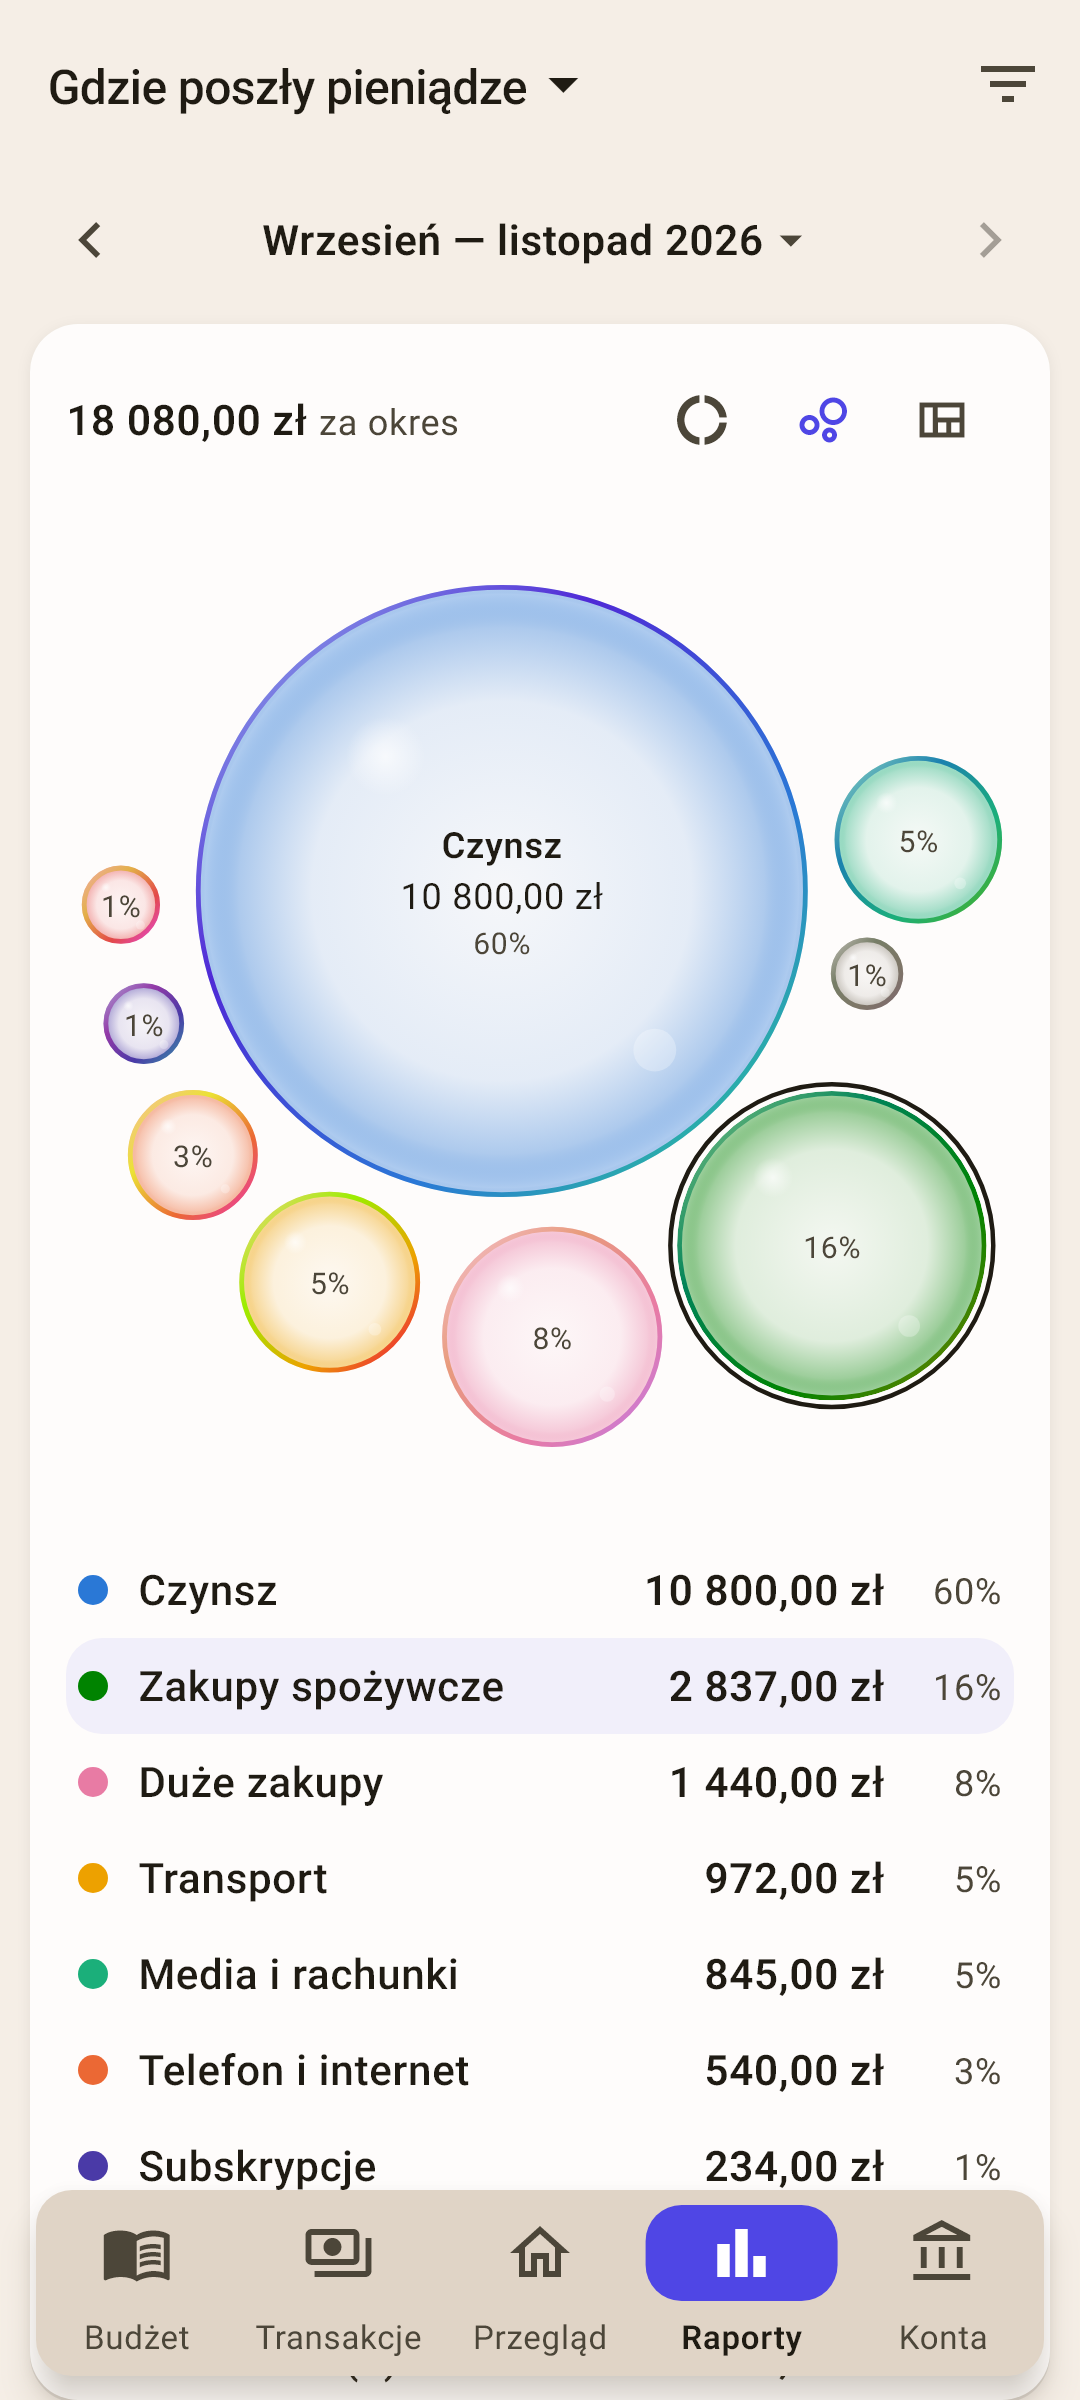 Gdzie poszły pieniądze
Wrzesień – listopad 2026
18 080,00 zł za okres
Czynsz
10 800,00 zł
60%
5%
1%
1%
1%
3%
5%
8%
16%
Czynsz 10 800,00 zł 60%
Zakupy spożywcze 2 837,00 zł 16%
Duże zakupy 1 440,00 zł 8%
Transport 972,00 zł 5%
Media i rachunki 845,00 zł 5%
Telefon i internet 540,00 zł 3%
Subskrypcje 234,00 zł 1%
Budżet Transakcje Przegląd Raporty Konta